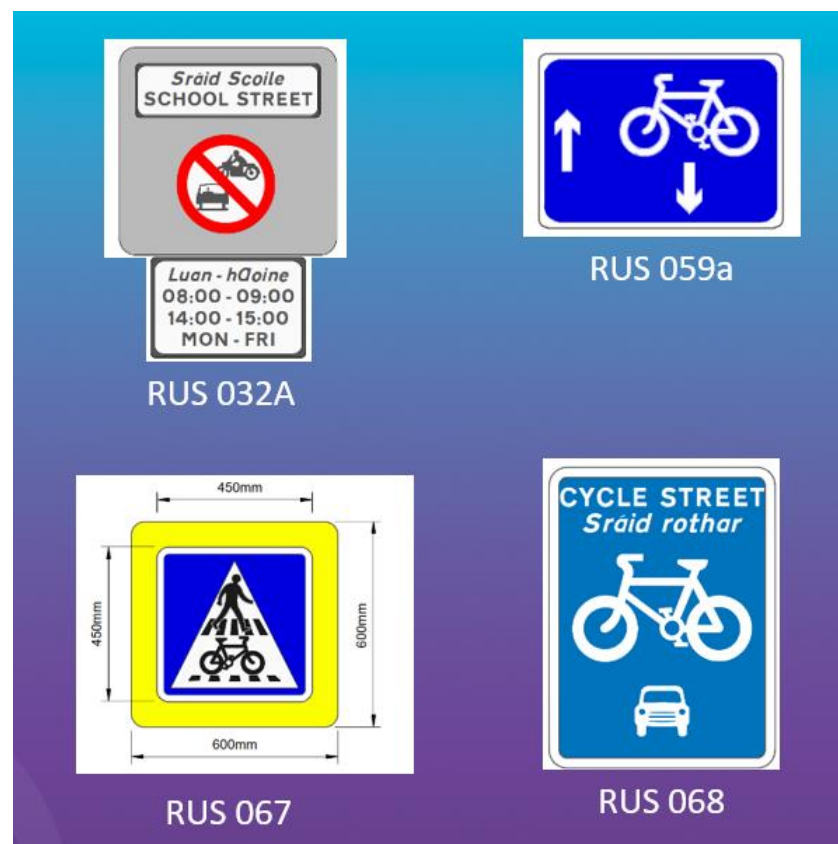 Sráid Scoile
SCHOOL STREET
Luan - hAoine
08:00 - 09:00
14:00 - 15:00
MON - FRI
RUS 032A
RUS 059a
450mm
450mm
600mm
600mm
RUS 067
CYCLE STREET
Sráid rothar
RUS 068